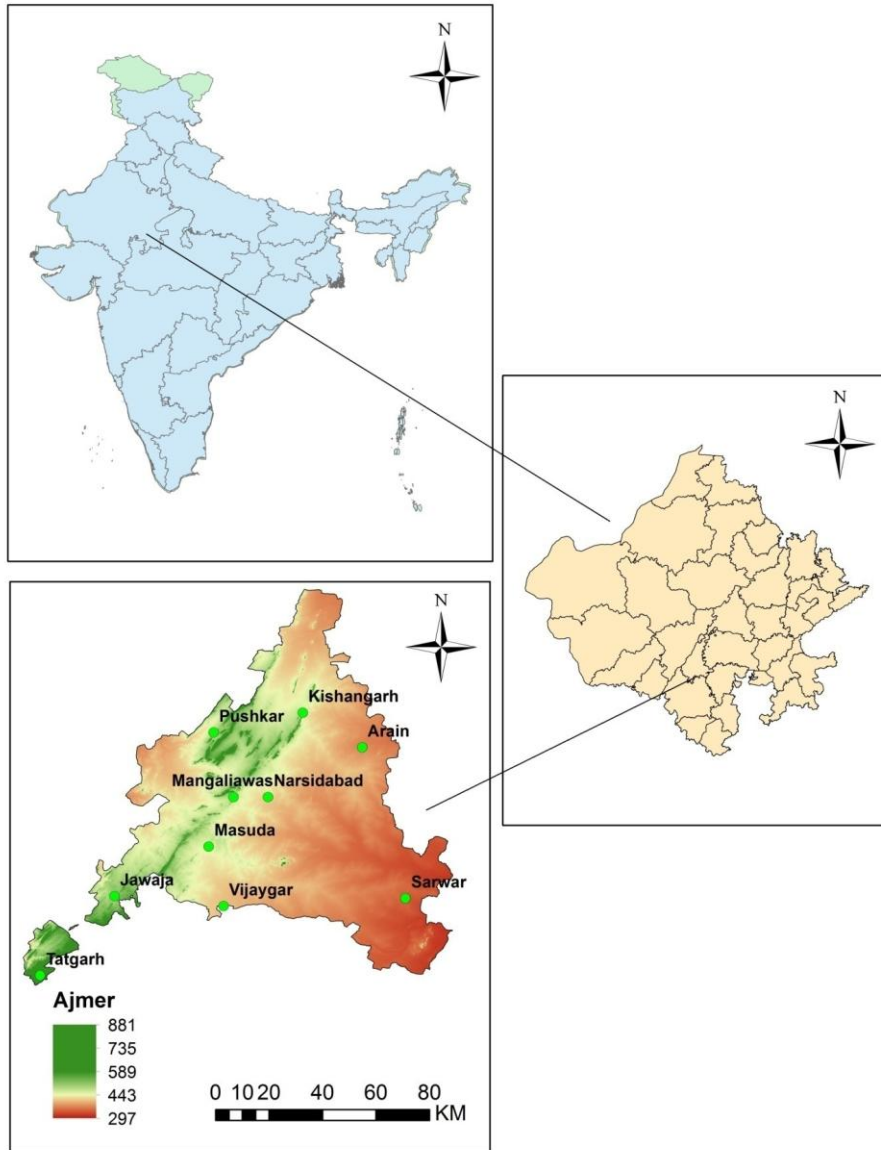 N
N
N
Kishangarh
Pushkar
Arain
Mangaliawas Narsidabad
Masuda
Jawaja
Vijaygar
Sarwar
Tatgarh
Ajmer
881
735
589
443
297
0 10 20 40 60 80
KM